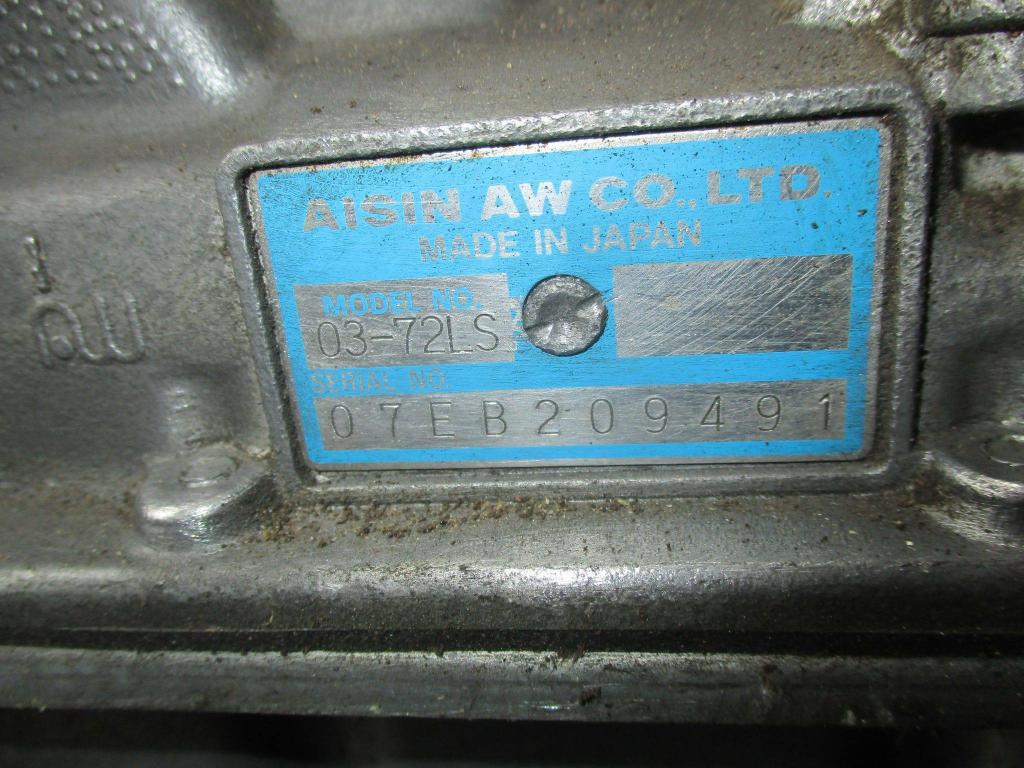 AISIN AW CO., LTD.
MADE IN JAPAN
MODEL NO.
03-72LS
SERIAL NO.
07EB209491